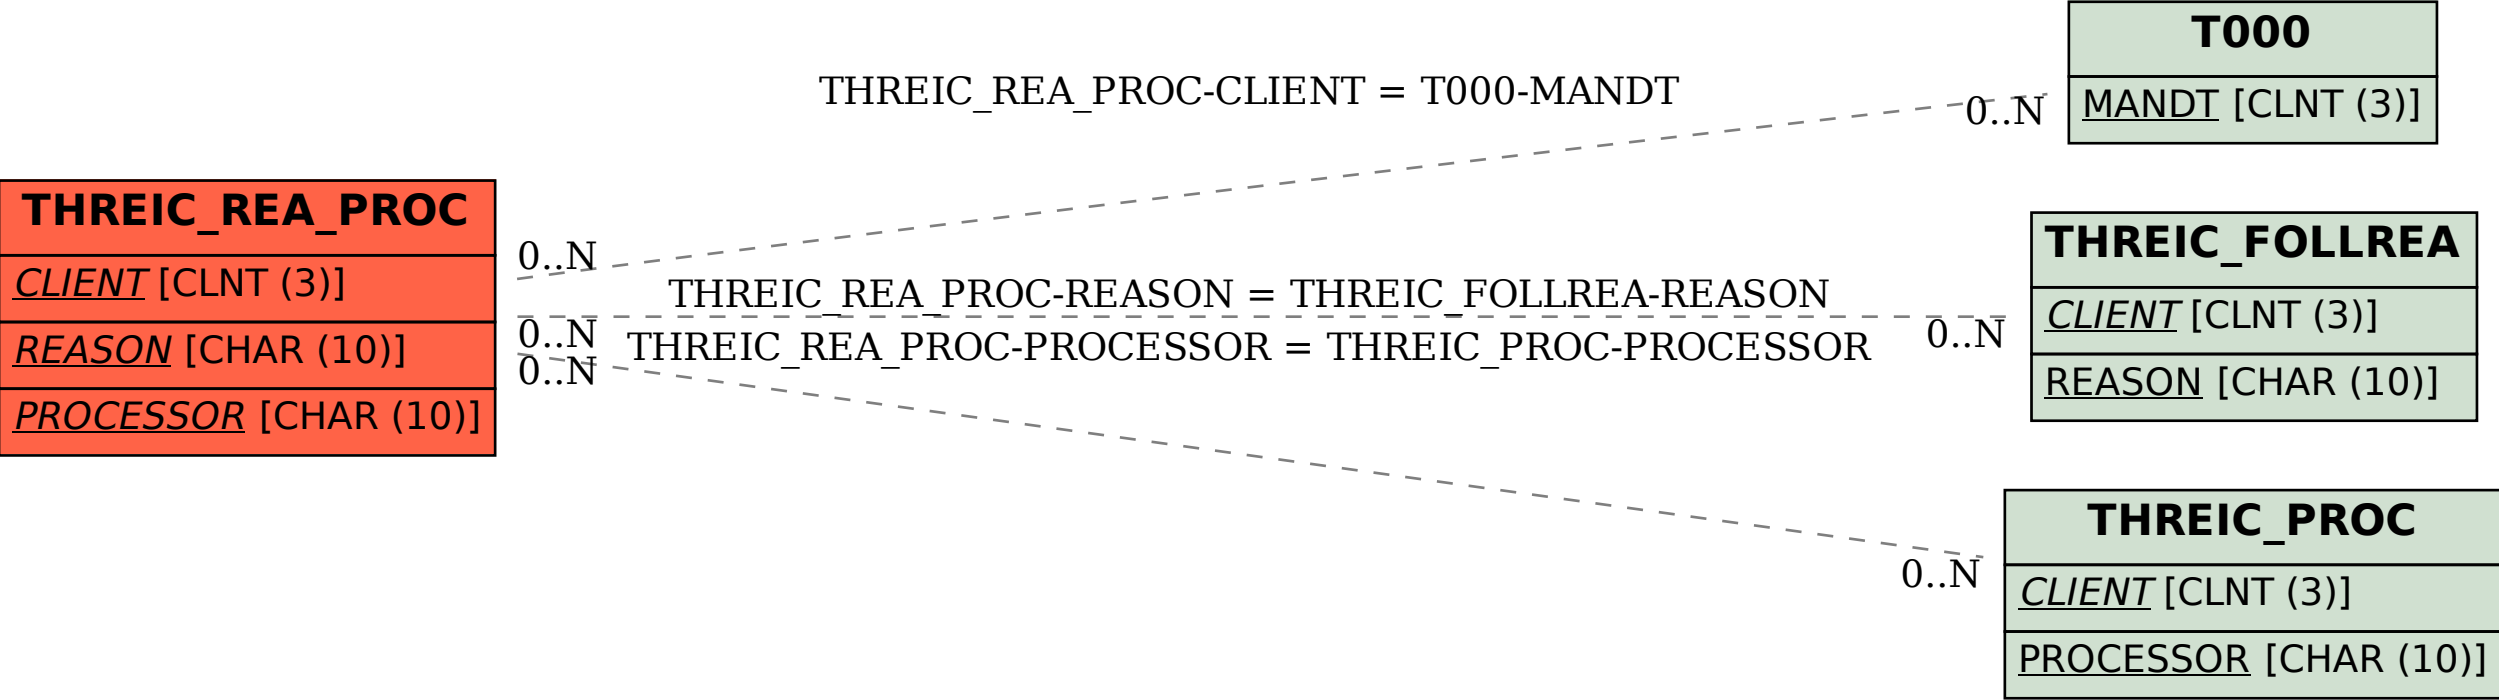 T000
MANDT [CLNT (3)]
THREIC_REA_PROC-CLIENT = T000-MANDT
0..N
THREIC_REA_PROC
CLIENT [CLNT (3)]
REASON [CHAR (10)]
PROCESSOR [CHAR (10)]
0..N
THREIC_REA_PROC-REASON = THREIC_FOLLREA-REASON
0..N
0..N
THREIC_REA_PROC-PROCESSOR = THREIC_PROC-PROCESSOR
0..N
THREIC_FOLLREA
CLIENT [CLNT (3)]
REASON [CHAR (10)]
0..N
THREIC_PROC
CLIENT [CLNT (3)]
PROCESSOR [CHAR (10)]